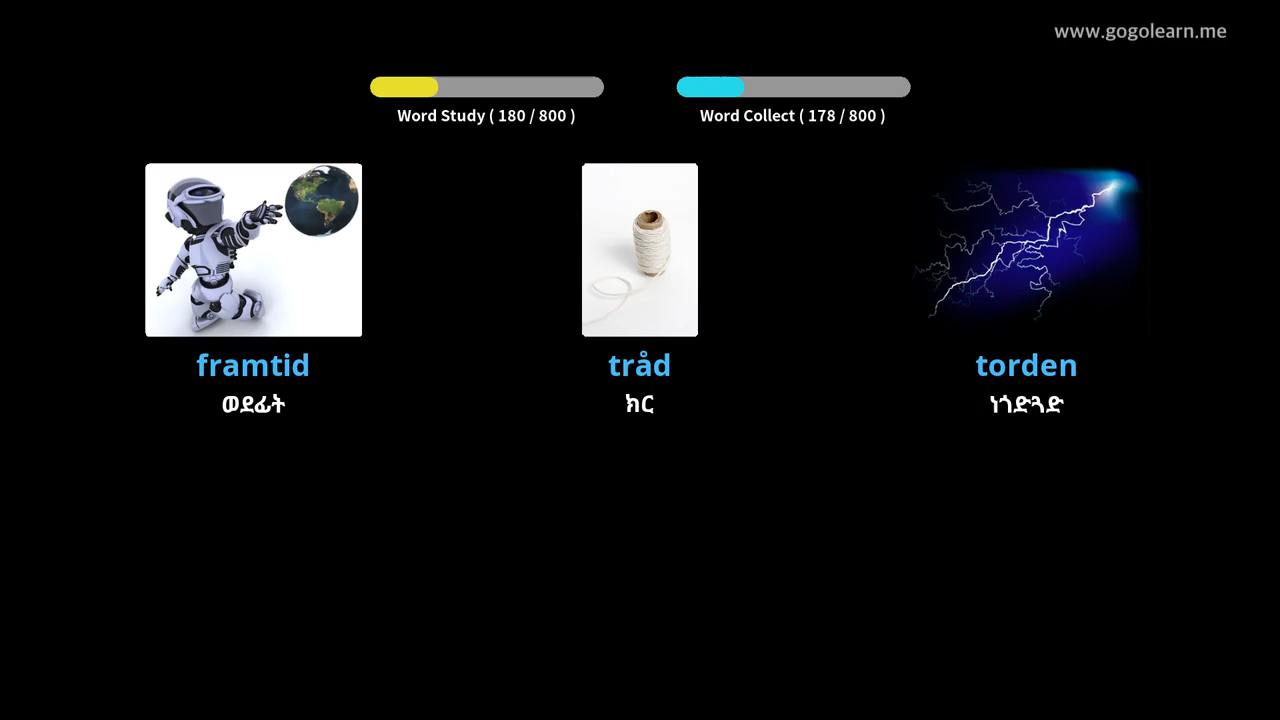 www.gogolearn.me
Word Study ( 180 / 800 )
Word Collect ( 178 / 800 )
framtid
ወደፊት
tråd
ክር
torden
ነጎድጓድ